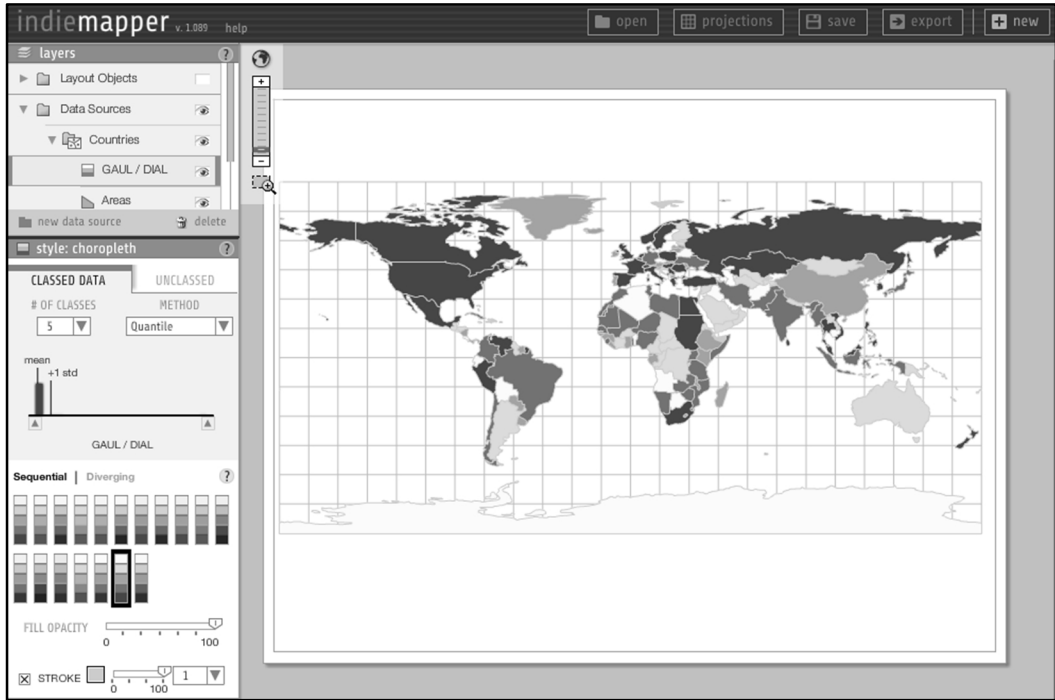 indiemapper v. 1.089 help
open projections save export new
layers ?
Layout Objects
Data Sources
Countries
GAUL / DIAL
Areas
new data source delete
style: choropleth ?
CLASSED DATA UNCLASSED
# OF CLASSES METHOD
5 Quantile
mean
+1 std
GAUL / DIAL
Sequential | Diverging ?
FILL OPACITY
0 100
STROKE 1
0 100